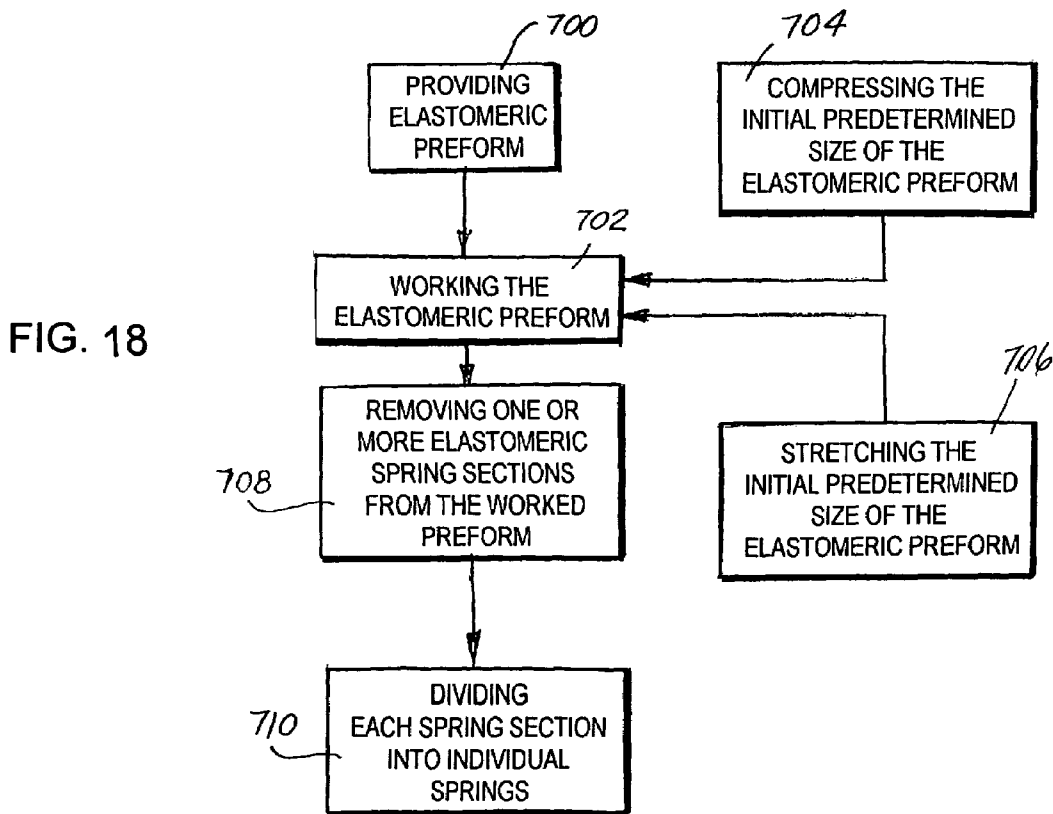 700
PROVIDING
ELASTOMERIC
PREFORM
704
COMPRESSING THE
INITIAL PREDETERMINED
SIZE OF THE
ELASTOMERIC PREFORM
702
WORKING THE
ELASTOMERIC PREFORM
FIG. 18
706
STRETCHING THE
INITIAL PREDETERMINED
SIZE OF THE
ELASTOMERIC PREFORM
708
REMOVING ONE OR
MORE ELASTOMERIC
SPRING SECTIONS
FROM THE WORKED
PREFORM
710
DIVIDING
EACH SPRING SECTION
INTO INDIVIDUAL
SPRINGS